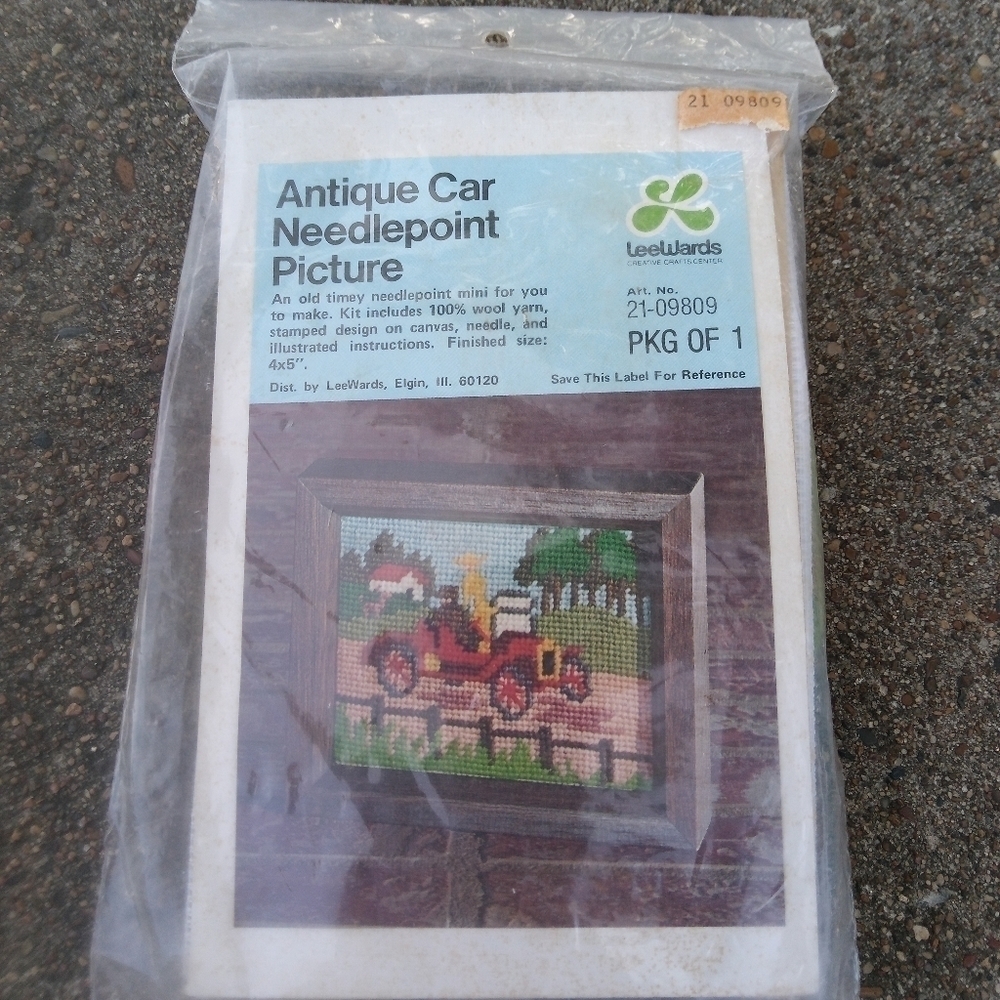 21 09809
Antique Car
Needlepoint
Picture
An old timey needlepoint mini for you
to make. Kit includes 100% wool yarn,
stamped design on canvas, needle, and
illustrated instructions. Finished size:
4x5".
Dist. by LeeWards, Elgin, Ill. 60120
LeeWards
CREATIVE CRAFTS CENTER
Art. No.
21-09809
PKG OF 1
Save This Label For Reference